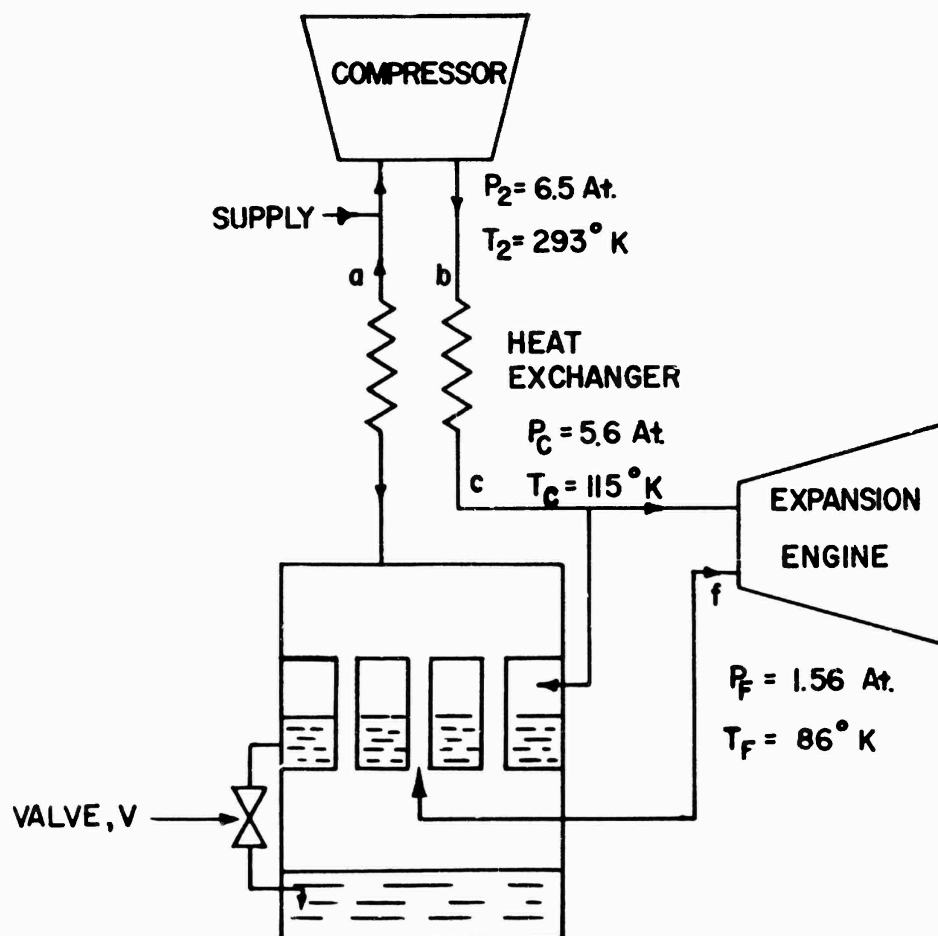 COMPRESSOR
P2 = 6.5 At.
SUPPLY
T2 = 293° K
a
b
HEAT
EXCHANGER
PC = 5.6 At.
c
TC = 115° K
EXPANSION
ENGINE
f
PF = 1.56 At.
TF = 86° K
VALVE, V